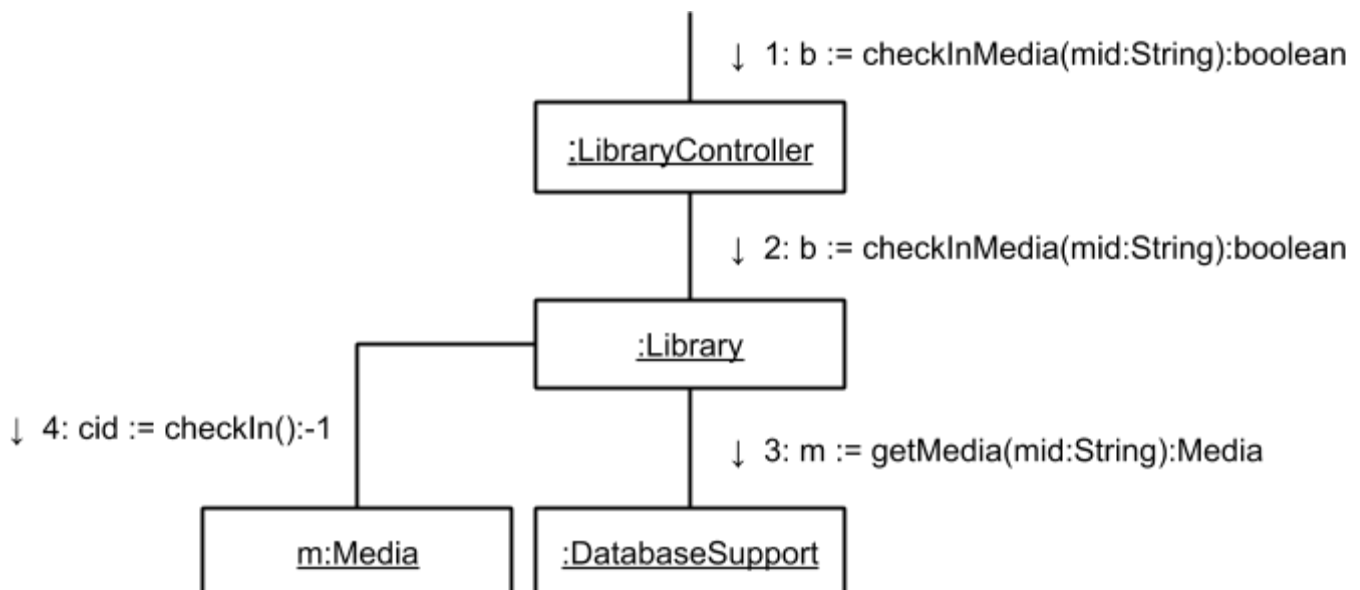 ↓ 1: b := checkInMedia(mid:String):boolean
:LibraryController
↓ 2: b := checkInMedia(mid:String):boolean
:Library
↓ 4: cid := checkIn():-1
↓ 3: m := getMedia(mid:String):Media
m:Media
:DatabaseSupport